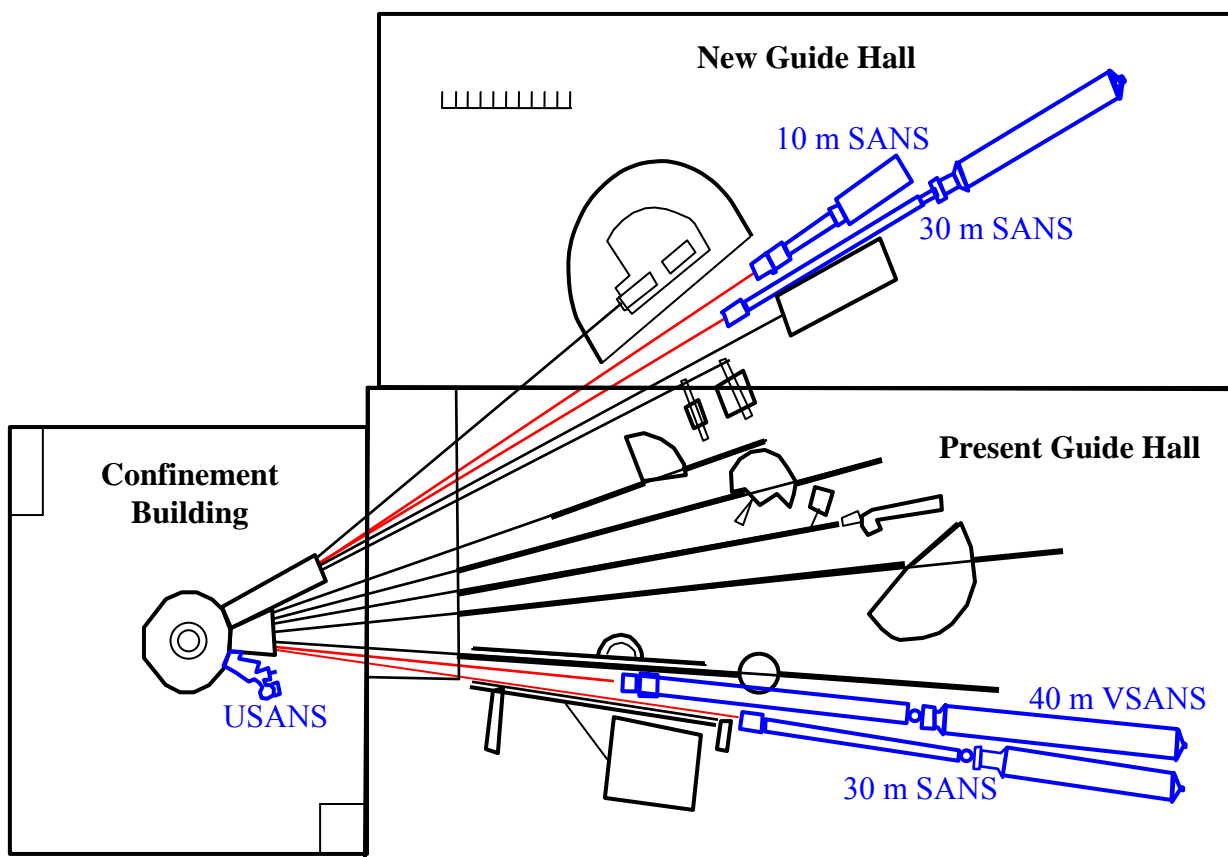 New Guide Hall
10 m SANS
30 m SANS
Present Guide Hall
Confinement
Building
USANS
40 m VSANS
30 m SANS